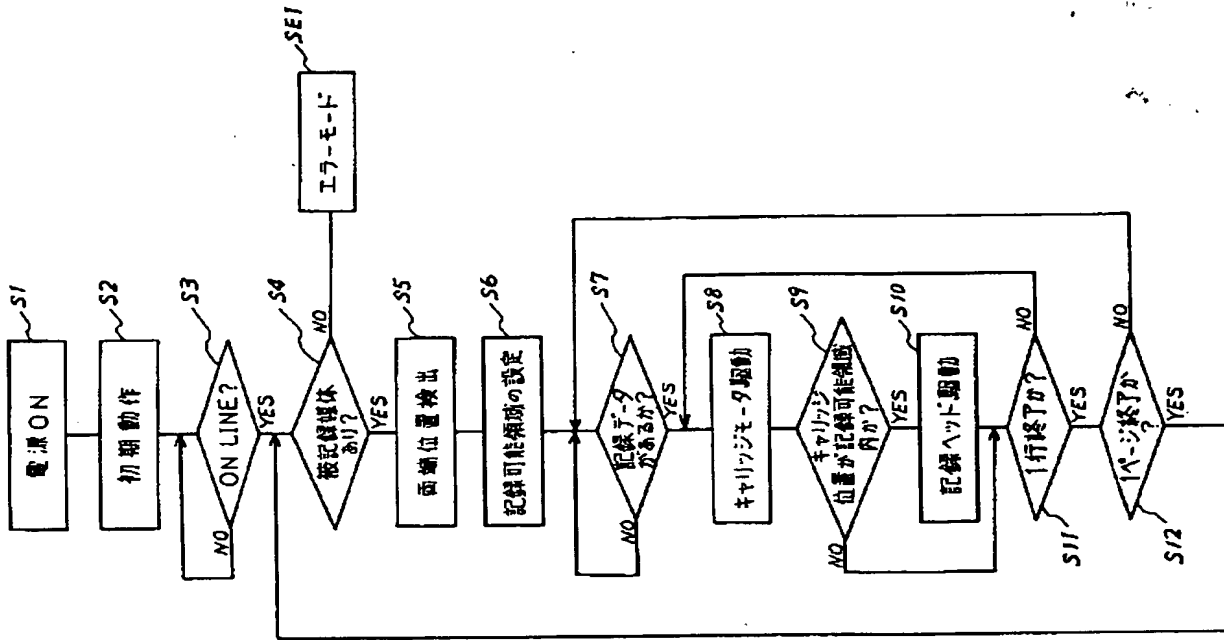 S1
電源ON
S2
初期動作
S3
ON LINE?
NO
YES
S4
被記録媒体
あり?
NO
SE1
エラーモード
YES
S5
両端位置検出
S6
記録可能領域の設定
S7
記録データ
があるか?
NO
YES
S8
キャリッジモータ駆動
S9
キャリッジ
位置が記録可能領域
内か?
NO
YES
S10
記録ヘッド駆動
1行終了か?
S11
NO
YES
1ページ終了か
?
S12
NO
YES